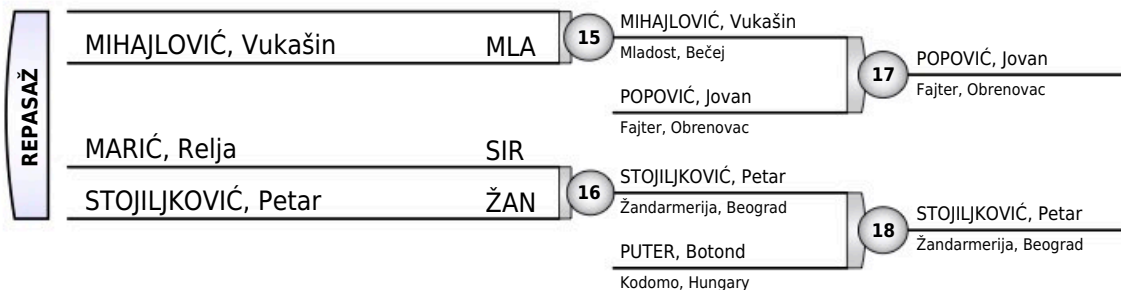 REPASAŽ
MIHAJLOVIĆ, Vukašin MLA
MARIĆ, Relja SIR
STOJILJKOVIĆ, Petar ŽAN
15
MIHAJLOVIĆ, Vukašin
Mladost, Bečej
POPOVIĆ, Jovan
Fajter, Obrenovac
16
STOJILJKOVIĆ, Petar
Žandarmerija, Beograd
PUTER, Botond
Kodomo, Hungary
17
POPOVIĆ, Jovan
Fajter, Obrenovac
18
STOJILJKOVIĆ, Petar
Žandarmerija, Beograd